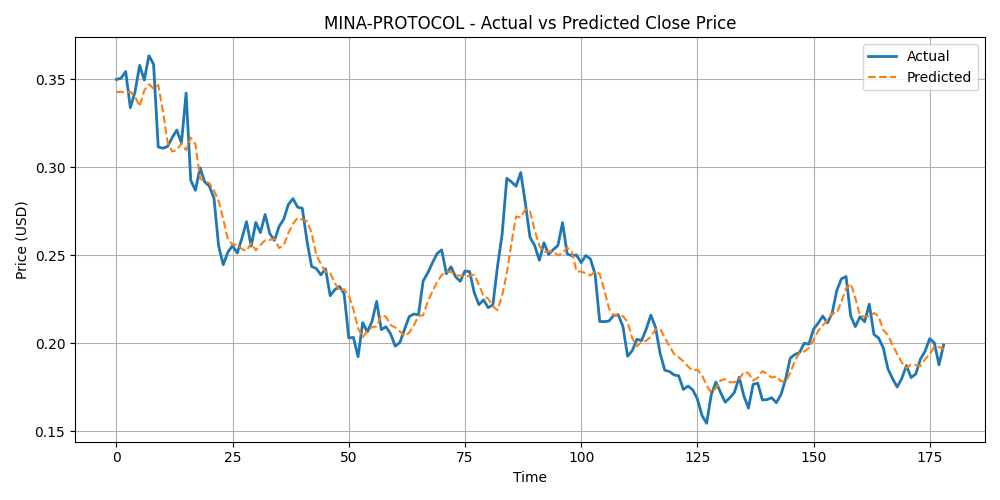 MINA-PROTOCOL - Actual vs Predicted Close Price
Actual
Predicted
Price (USD)
0.35
0.30
0.25
0.20
0.15
0 25 50 75 100 125 150 175
Time